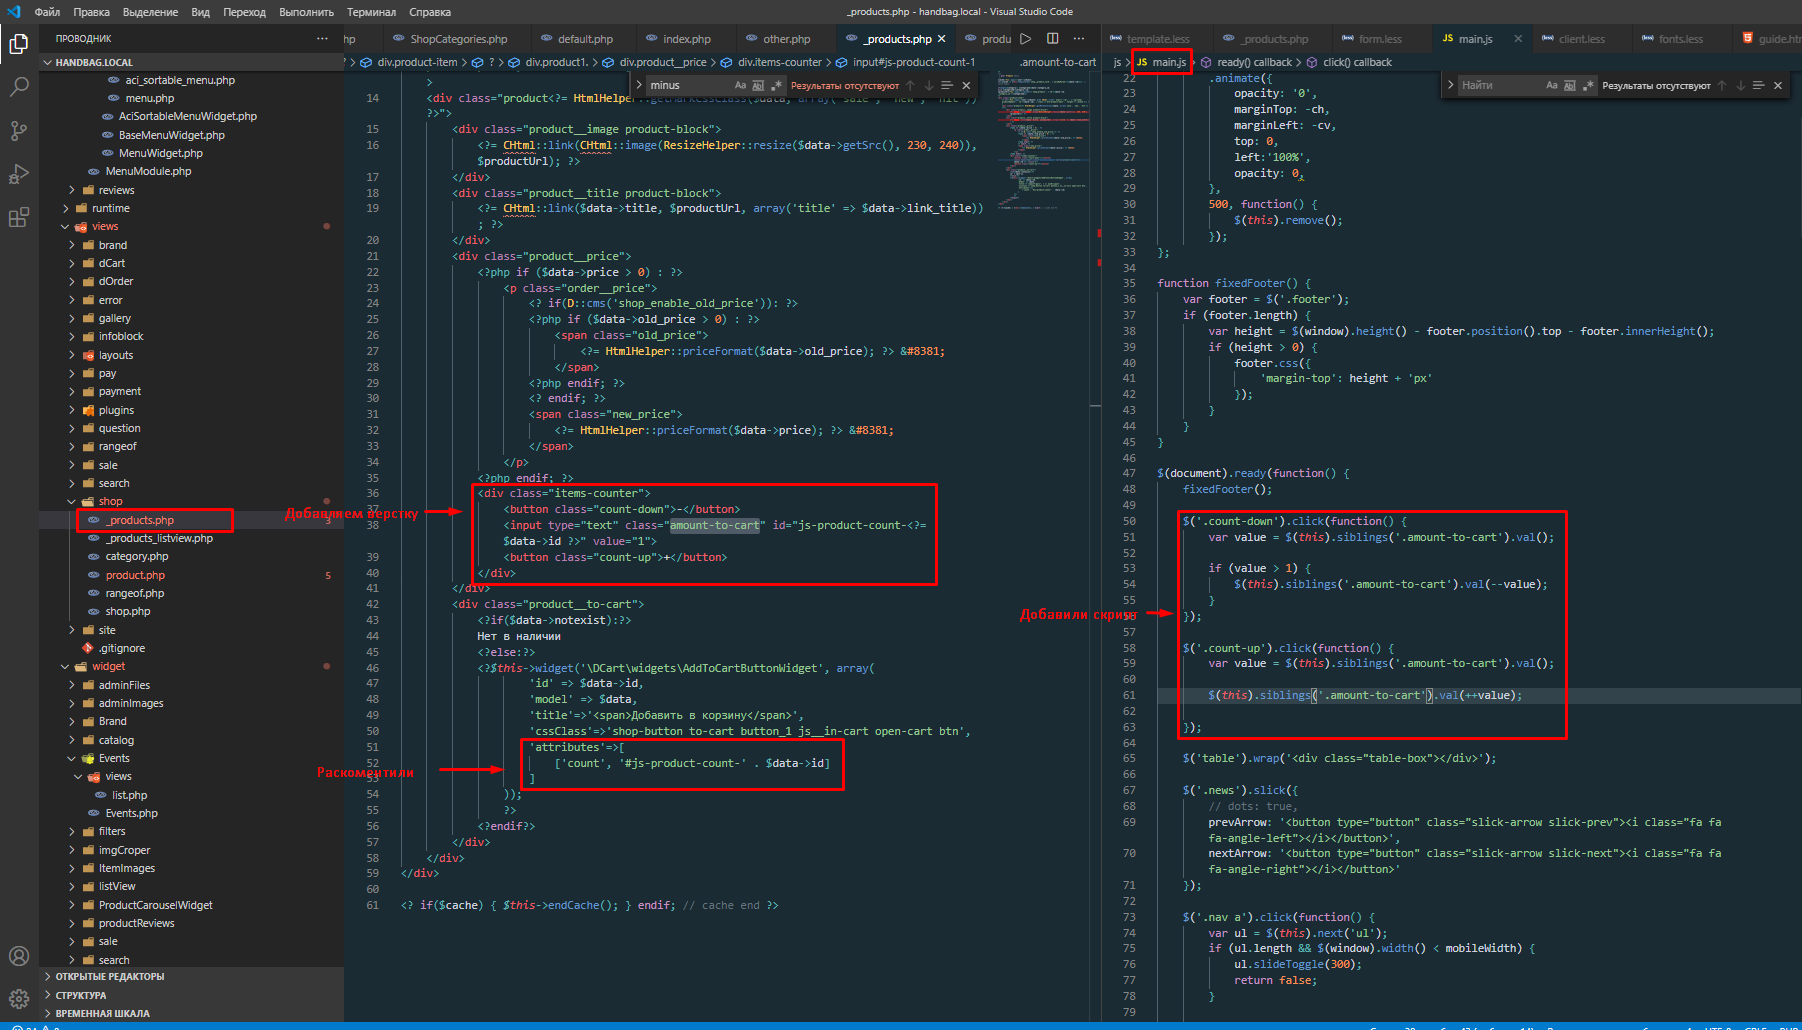 Файл Правка Выделение Вид Переход Выполнить Терминал Справка
_products.php - handbag.local - Visual Studio Code
ПРОВОДНИК
HANDBAG.LOCAL
aci_sortable_menu.php
menu.php
AciSortableMenuWidget.php
BaseMenuWidget.php
MenuWidget.php
MenuModule.php
reviews
runtime
views
brand
dCart
dOrder
error
gallery
infoblock
layouts
pay
payment
plugins
question
rangeof
sale
search
shop
_products.php 3
_products_listview.php
category.php
product.php 5
rangeof.php
shop.php
site
.gitignore
widget
adminFiles
adminImages
Brand
catalog
Events
views
list.php
Events.php
filters
imgCroper
ItemImages
listView
ProductCarouselWidget
productReviews
sale
search
ОТКРЫТЫЕ РЕДАКТОРЫ
СТРУКТУРА
ВРЕМЕННАЯ ШКАЛА
hp ShopCategories.php default.php index.php other.php _products.php produ
? > div.product-item > ? > div.product1. > div.product__price > div.items-counter > input#js-product-count-1 .amount-to-cart
minus Aa Ab Результаты отсутствуют
>
14 <div class="product<?= HtmlHelper::getMarkCssClass($data, array('sale', 'new', 'hit'))
?>">
15 <div class="product__image product-block">
16 <?= CHtml::link(CHtml::image(ResizeHelper::resize($data->getSrc(), 230, 240)),
$productUrl); ?>
17 </div>
18 <div class="product__title product-block">
19 <?= CHtml::link($data->title, $productUrl, array('title' => $data->link_title))
; ?>
20 </div>
21 <div class="product__price">
22 <?php if ($data->price > 0) : ?>
23 <p class="order__price">
24 <? if(D::cms('shop_enable_old_price')): ?>
25 <?php if ($data->old_price > 0) : ?>
26 <span class="old_price">
27 <?= HtmlHelper::priceFormat($data->old_price); ?> &#8381;
28 </span>
29 <?php endif; ?>
30 <? endif; ?>
31 <span class="new_price">
32 <?= HtmlHelper::priceFormat($data->price); ?> &#8381;
33 </span>
34 </p>
35 <?php endif; ?>
36 <div class="items-counter">
37 <button class="count-down">-</button>
38 <input type="text" class="amount-to-cart" id="js-product-count-<?=
$data->id ?>" value="1">
39 <button class="count-up">+</button>
40 </div>
41 </div>
42 <div class="product__to-cart">
43 <?if($data->notexist):?>
44 Нет в наличии
45 <?else:?>
46 <?$this->widget('\DCart\widgets\AddToCartButtonWidget', array(
47 'id' => $data->id,
48 'model' => $data,
49 'title'=>'<span>Добавить в корзину</span>',
50 'cssClass'=>'shop-button to-cart button_1 js__in-cart open-cart btn',
51 'attributes'=>[
52 ['count', '#js-product-count-' . $data->id]
53 ]
54 ));
55 ?>
56 <?endif?>
57 </div>
58 </div>
59 </div>
60
61 <? if($cache) { $this->endCache(); } endif; // cache end ?>
Добавляем верстку
Раскоментили
Добавили скрипт
template.less _products.php form.less main.js client.less fonts.less guide.ht
js > main.js > ready() callback > click() callback
Найти Aa Ab Результаты отсутствуют
22 .animate({
23 opacity: '0',
24 marginTop: -ch,
25 marginLeft: -cv,
26 top: 0,
27 left:'100%',
28 opacity: 0,
29 },
30 500, function() {
31 $(this).remove();
32 });
33 };
34
35 function fixedFooter() {
36 var footer = $('.footer');
37 if (footer.length) {
38 var height = $(window).height() - footer.position().top - footer.innerHeight();
39 if (height > 0) {
40 footer.css({
41 'margin-top': height + 'px'
42 });
43 }
44 }
45 }
46
47 $(document).ready(function() {
48 fixedFooter();
49
50 $('.count-down').click(function() {
51 var value = $(this).siblings('.amount-to-cart').val();
52
53 if (value > 1) {
54 $(this).siblings('.amount-to-cart').val(--value);
55 }
56 });
57
58 $('.count-up').click(function() {
59 var value = $(this).siblings('.amount-to-cart').val();
60
61 $(this).siblings('.amount-to-cart').val(++value);
62
63 });
64
65 $('table').wrap('<div class="table-box"></div>');
66
67 $('.news').slick({
68 // dots: true,
69 prevArrow: '<button type="button" class="slick-arrow slick-prev"><i class="fa fa
fa-angle-left"></i></button>',
70 nextArrow: '<button type="button" class="slick-arrow slick-next"><i class="fa fa
fa-angle-right"></i></button>'
71 });
72
73 $('.nav a').click(function() {
74 var ul = $(this).next('ul');
75 if (ul.length && $(window).width() < mobileWidth) {
76 ul.slideToggle(300);
77 return false;
78 }
79